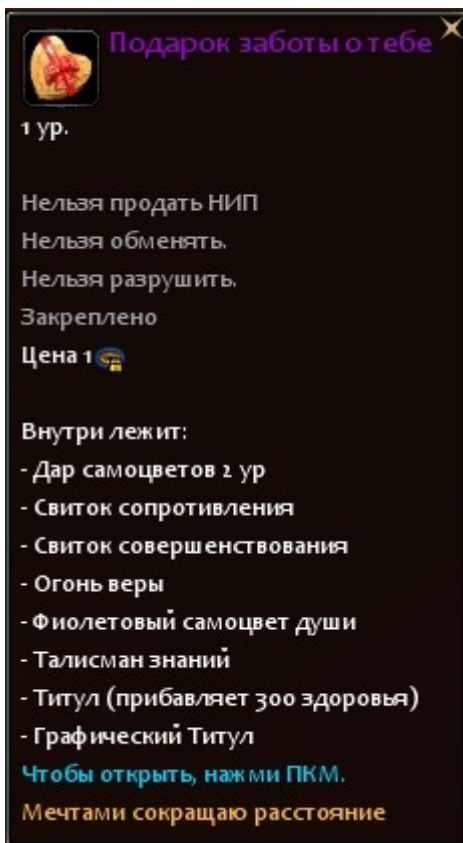 Подарок заботы о тебе
1 ур.
Нельзя продать НИП
Нельзя обменять.
Нельзя разрушить.
Закреплено
Цена 1
Внутри лежит:
- Дар самоцветов 2 ур
- Свиток сопротивления
- Свиток совершенствования
- Огонь веры
- Фиолетовый самоцвет души
- Талисман знаний
- Титул (прибавляет 300 здоровья)
- Графический Титул
Чтобы открыть, нажми ПКМ.
Мечтами сокращаю расстояние